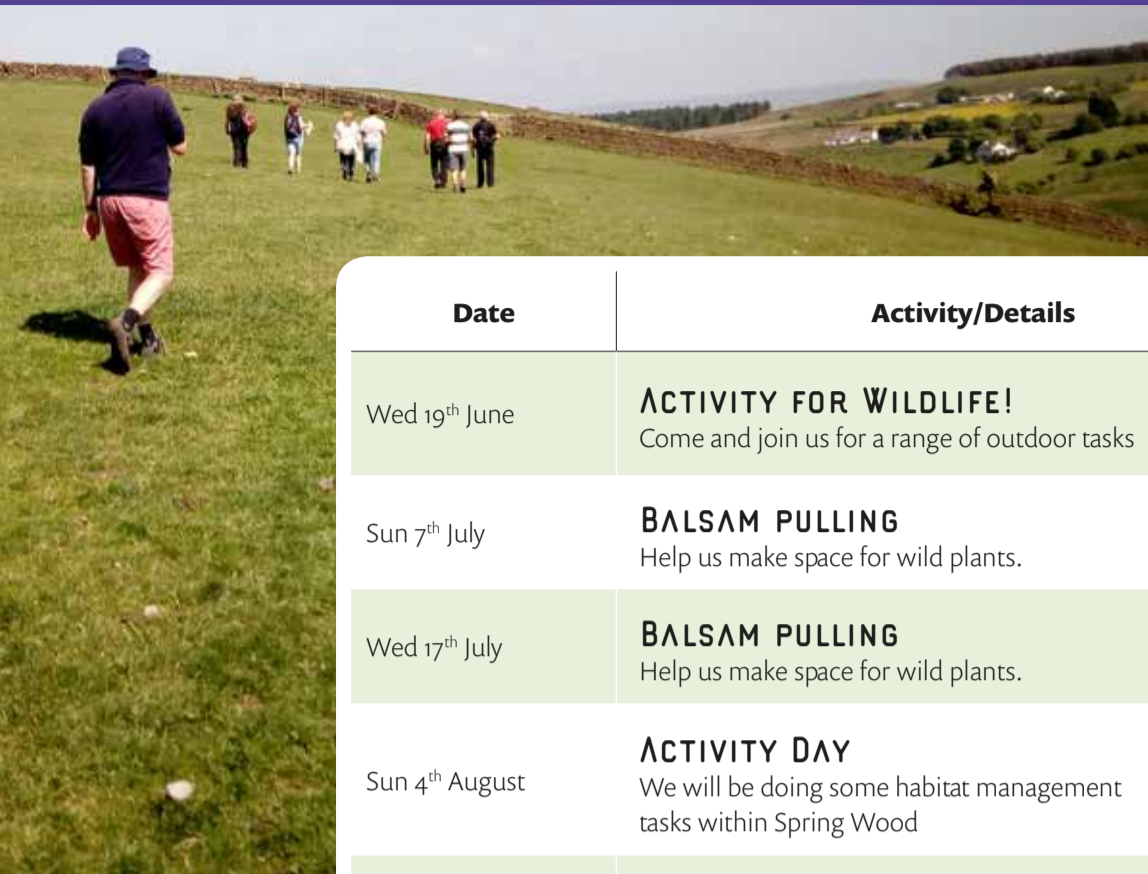 Date
Activity/Details
Wed 19th June
Activity for Wildlife!
Come and join us for a range of outdoor tasks
Sun 7th July
Balsam pulling
Help us make space for wild plants.
Wed 17th July
Balsam pulling
Help us make space for wild plants.
Sun 4th August
Activity Day
We will be doing some habitat management
tasks within Spring Wood